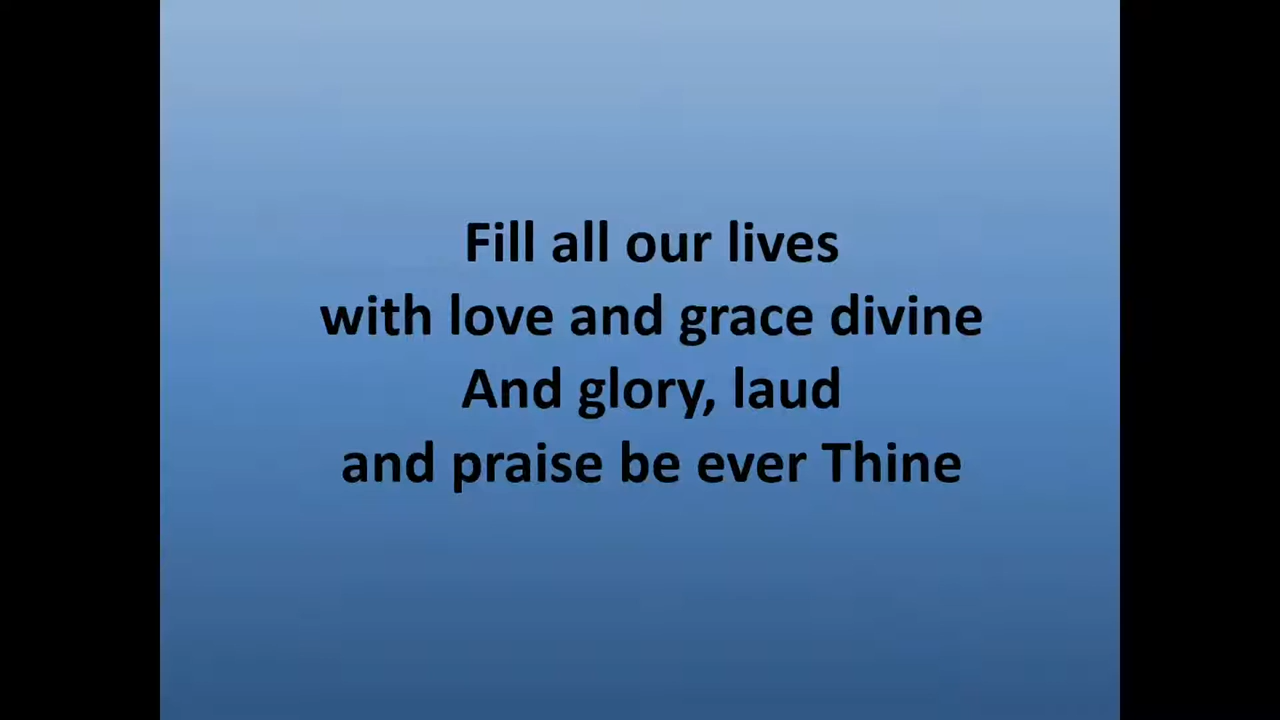 Fill all our lives
with love and grace divine
And glory, laud
and praise be ever Thine